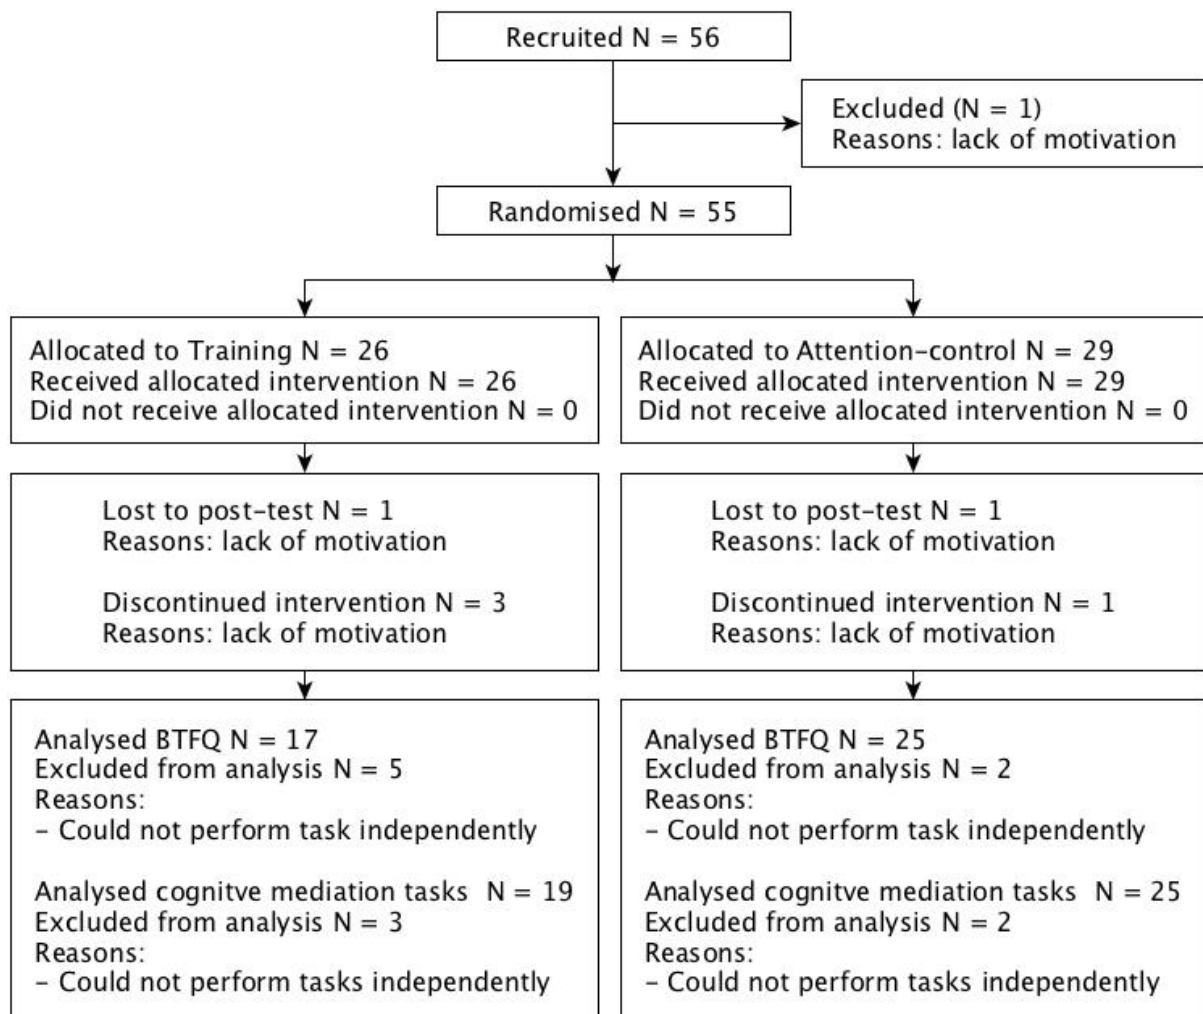 Recruited N = 56
Excluded (N = 1)
Reasons: lack of motivation
Randomised N = 55
Allocated to Training N = 26
Received allocated intervention N = 26
Did not receive allocated intervention N = 0
Allocated to Attention-control N = 29
Received allocated intervention N = 29
Did not receive allocated intervention N = 0
Lost to post-test N = 1
Reasons: lack of motivation
Discontinued intervention N = 3
Reasons: lack of motivation
Lost to post-test N = 1
Reasons: lack of motivation
Discontinued intervention N = 1
Reasons: lack of motivation
Analysed BTFQ N = 17
Excluded from analysis N = 5
Reasons:
- Could not perform task independently
Analysed cognitve mediation tasks N = 19
Excluded from analysis N = 3
Reasons:
- Could not perform tasks independently
Analysed BTFQ N = 25
Excluded from analysis N = 2
Reasons:
- Could not perform task independently
Analysed cognitve mediation tasks N = 25
Excluded from analysis N = 2
Reasons:
- Could not perform tasks independently